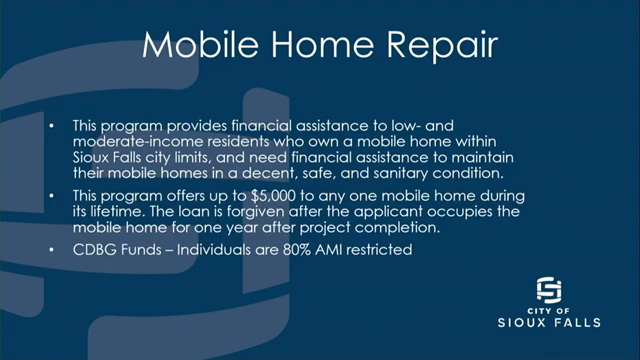 Mobile Home Repair
• This program provides financial assistance to low- and
moderate-income residents who own a mobile home within
Sioux Falls city limits, and need financial assistance to maintain
their mobile homes in a decent, safe, and sanitary condition.
• This program offers up to $5,000 to any one mobile home during
its lifetime. The loan is forgiven after the applicant occupies the
mobile home for one year after project completion.
• CDBG Funds – Individuals are 80% AMI restricted
CITY OF
SIOUX FALLS